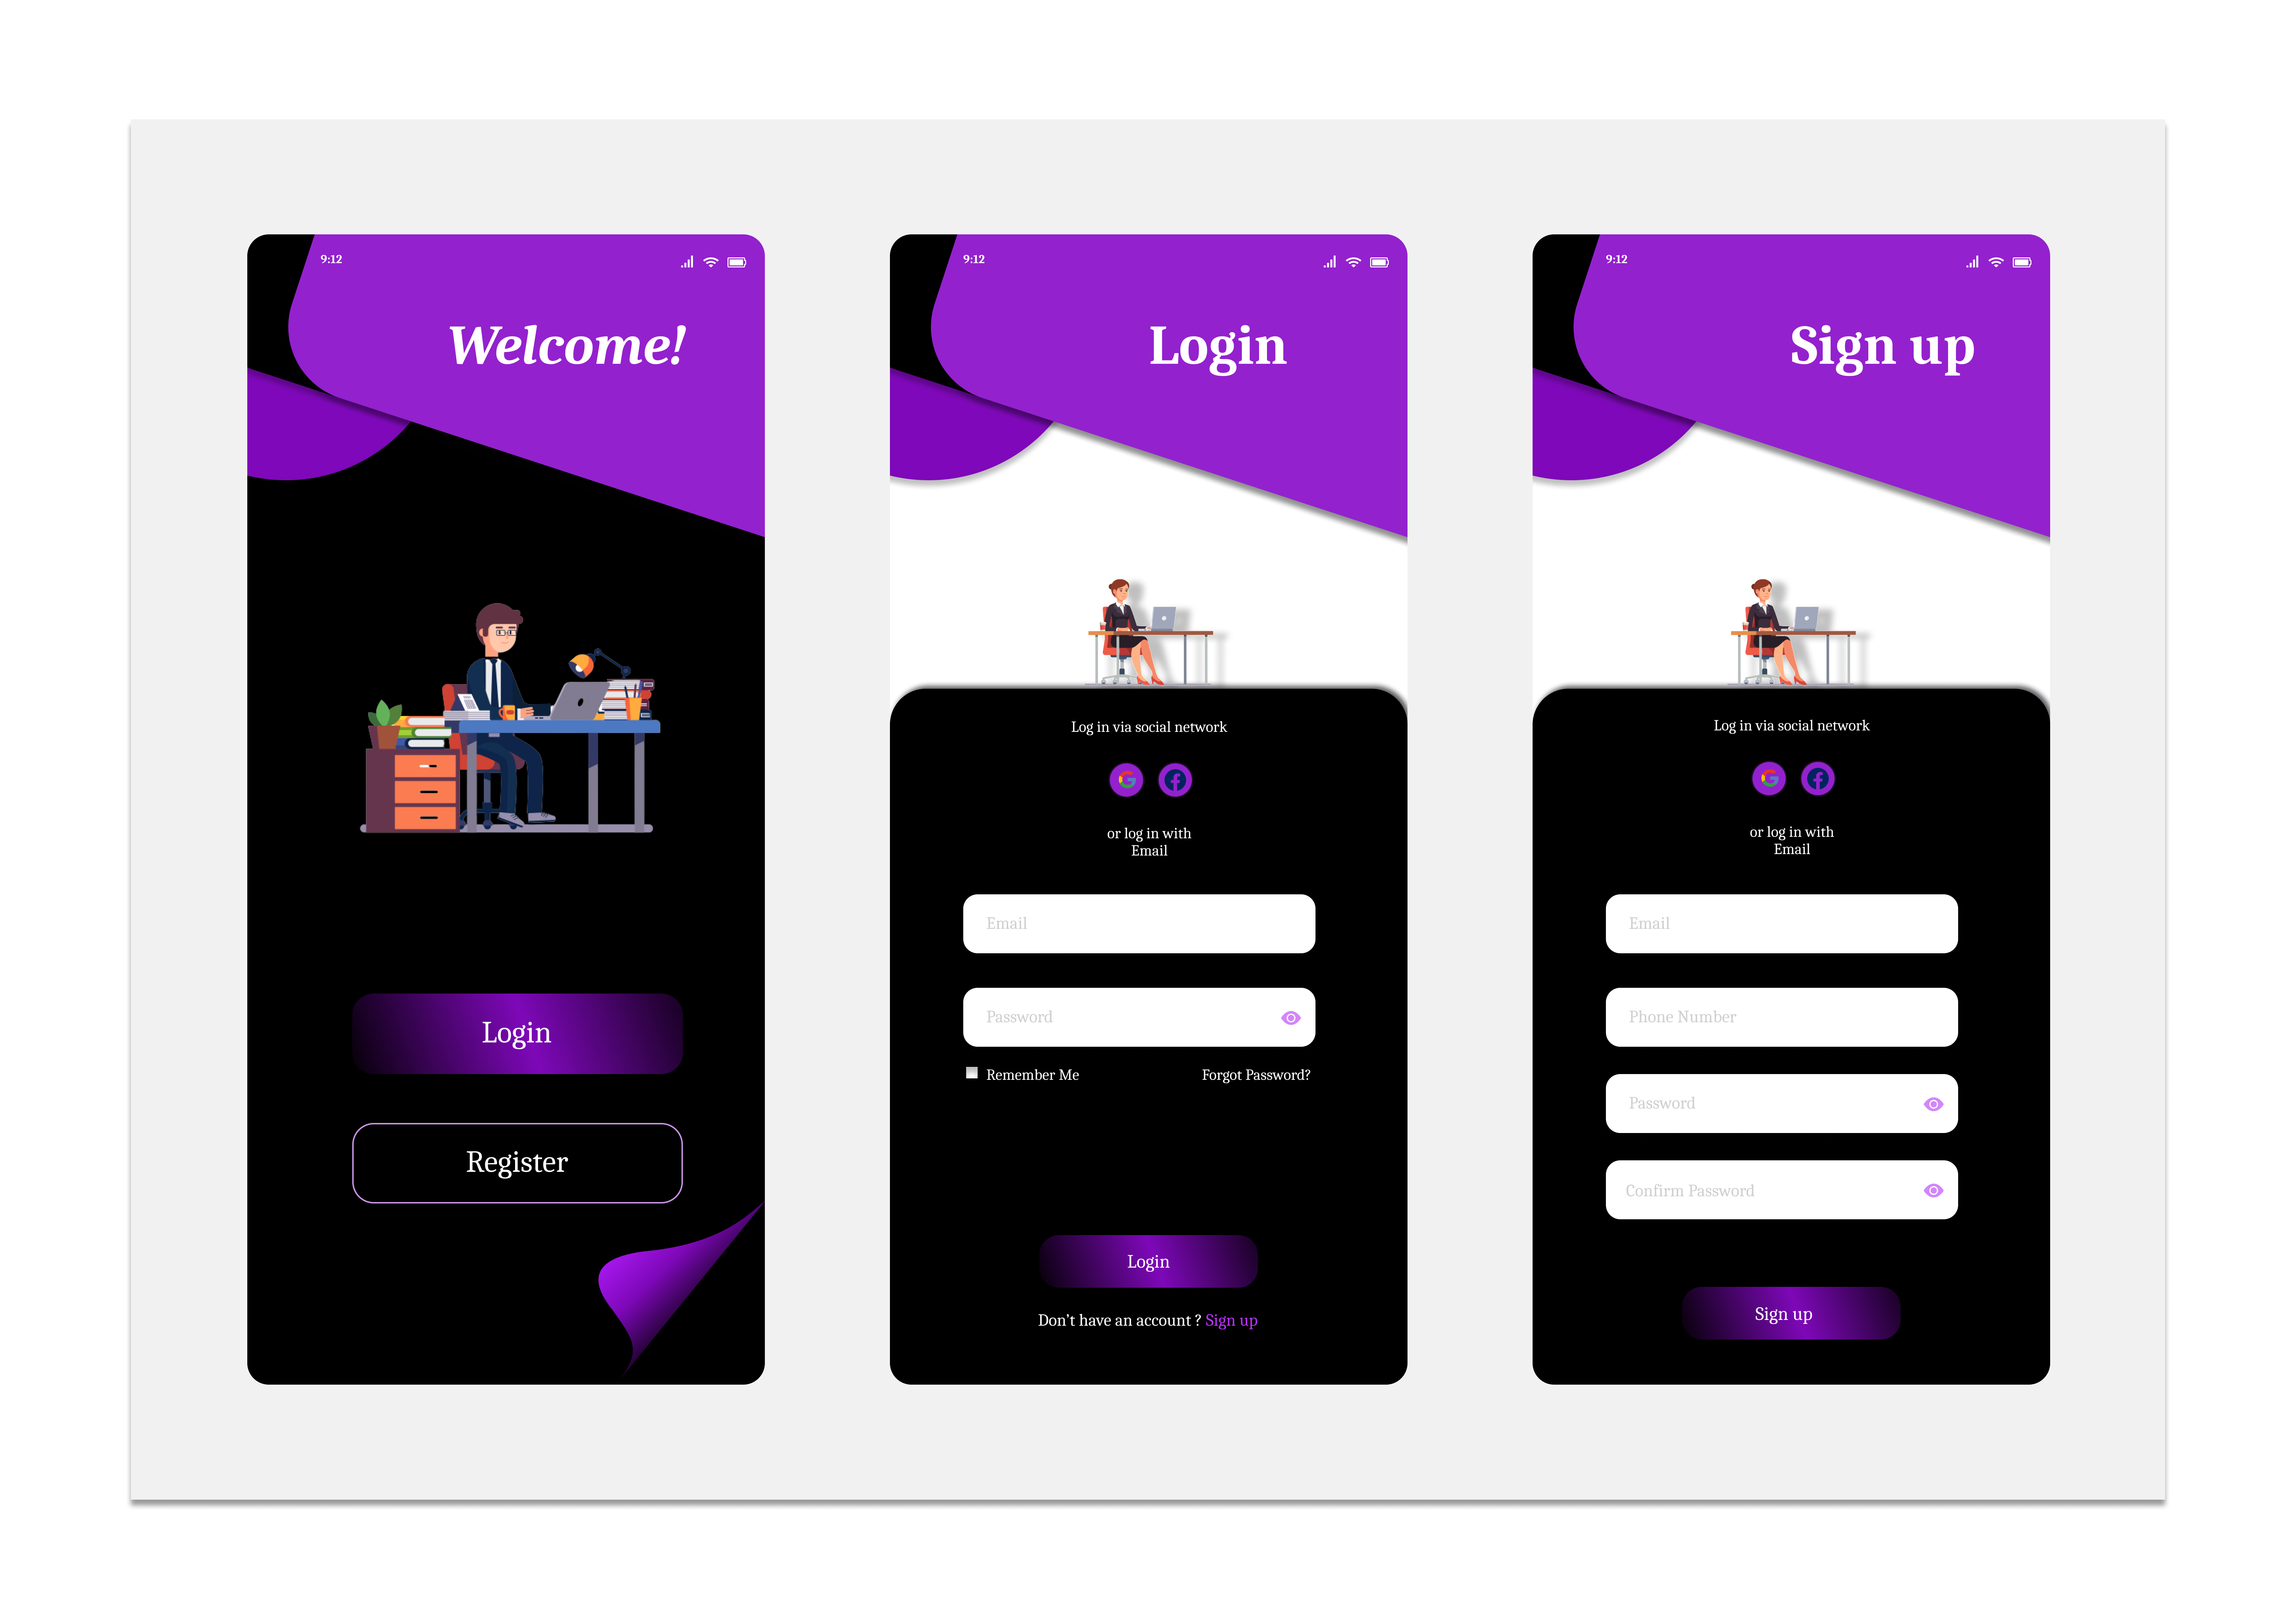 9:12
Welcome!
Login
Register
9:12
Login
Log in via social network
or log in with
Email
Email
Password
Remember Me
Forgot Password?
Login
Don’t have an account ? Sign up
9:12
Sign up
Log in via social network
or log in with
Email
Email
Phone Number
Password
Confirm Password
Sign up